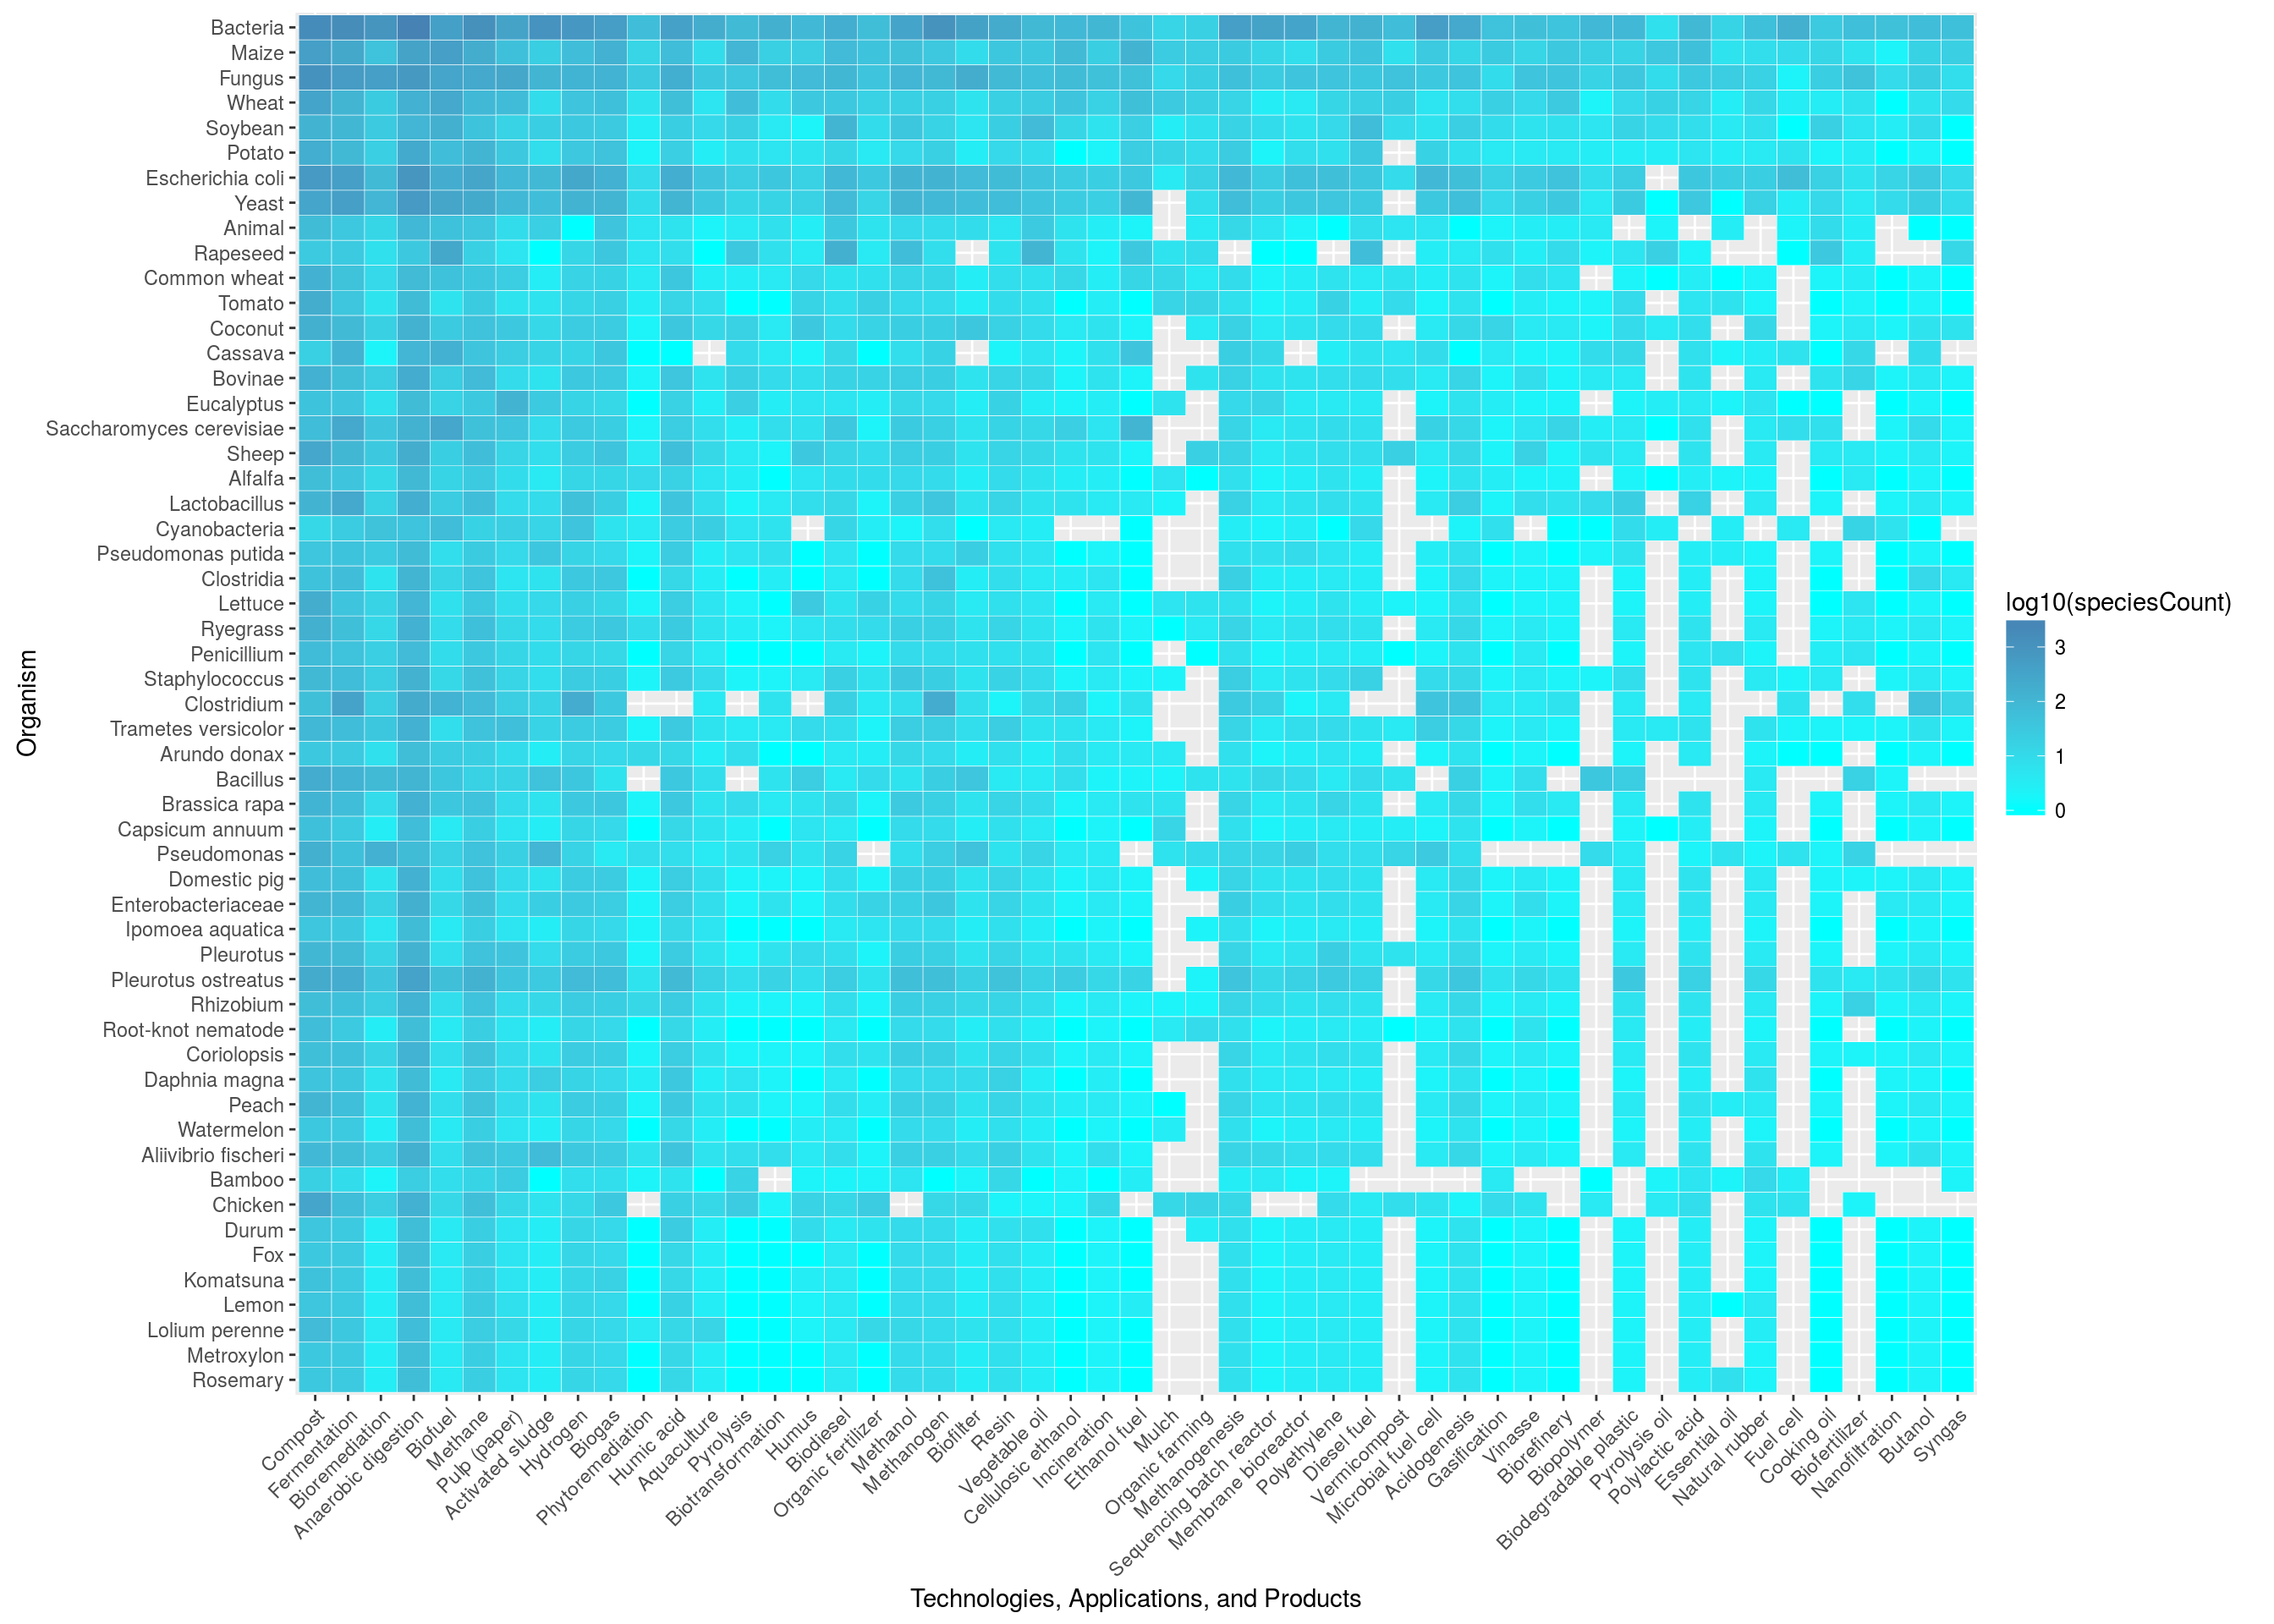 Organism
Bacteria
Maize
Fungus
Wheat
Soybean
Potato
Escherichia coli
Yeast
Animal
Rapeseed
Common wheat
Tomato
Coconut
Cassava
Bovinae
Eucalyptus
Saccharomyces cerevisiae
Sheep
Alfalfa
Lactobacillus
Cyanobacteria
Pseudomonas putida
Clostridia
Lettuce
Ryegrass
Penicillium
Staphylococcus
Clostridium
Trametes versicolor
Arundo donax
Bacillus
Brassica rapa
Capsicum annuum
Pseudomonas
Domestic pig
Enterobacteriaceae
Ipomoea aquatica
Pleurotus
Pleurotus ostreatus
Rhizobium
Root-knot nematode
Coriolopsis
Daphnia magna
Peach
Watermelon
Aliivibrio fischeri
Bamboo
Chicken
Durum
Fox
Komatsuna
Lemon
Lolium perenne
Metroxylon
Rosemary
Compost
Fermentation
Bioremediation
Anaerobic digestion
Biofuel
Methane
Pulp (paper)
Activated sludge
Hydrogen
Biogas
Phytoremediation
Humic acid
Aquaculture
Pyrolysis
Biotransformation
Humus
Biodiesel
Organic fertilizer
Methanol
Methanogen
Biofilter
Resin
Vegetable oil
Cellulosic ethanol
Incineration
Ethanol fuel
Mulch
Organic farming
Methanogenesis
Sequencing batch reactor
Membrane bioreactor
Polyethylene
Diesel fuel
Vermicompost
Microbial fuel cell
Acidogenesis
Gasification
Vinasse
Biorefinery
Biopolymer
Biodegradable plastic
Pyrolysis oil
Polylactic acid
Essential oil
Natural rubber
Fuel cell
Cooking oil
Biofertilizer
Nanofiltration
Butanol
Syngas
Technologies, Applications, and Products
log10(speciesCount)
3
2
1
0